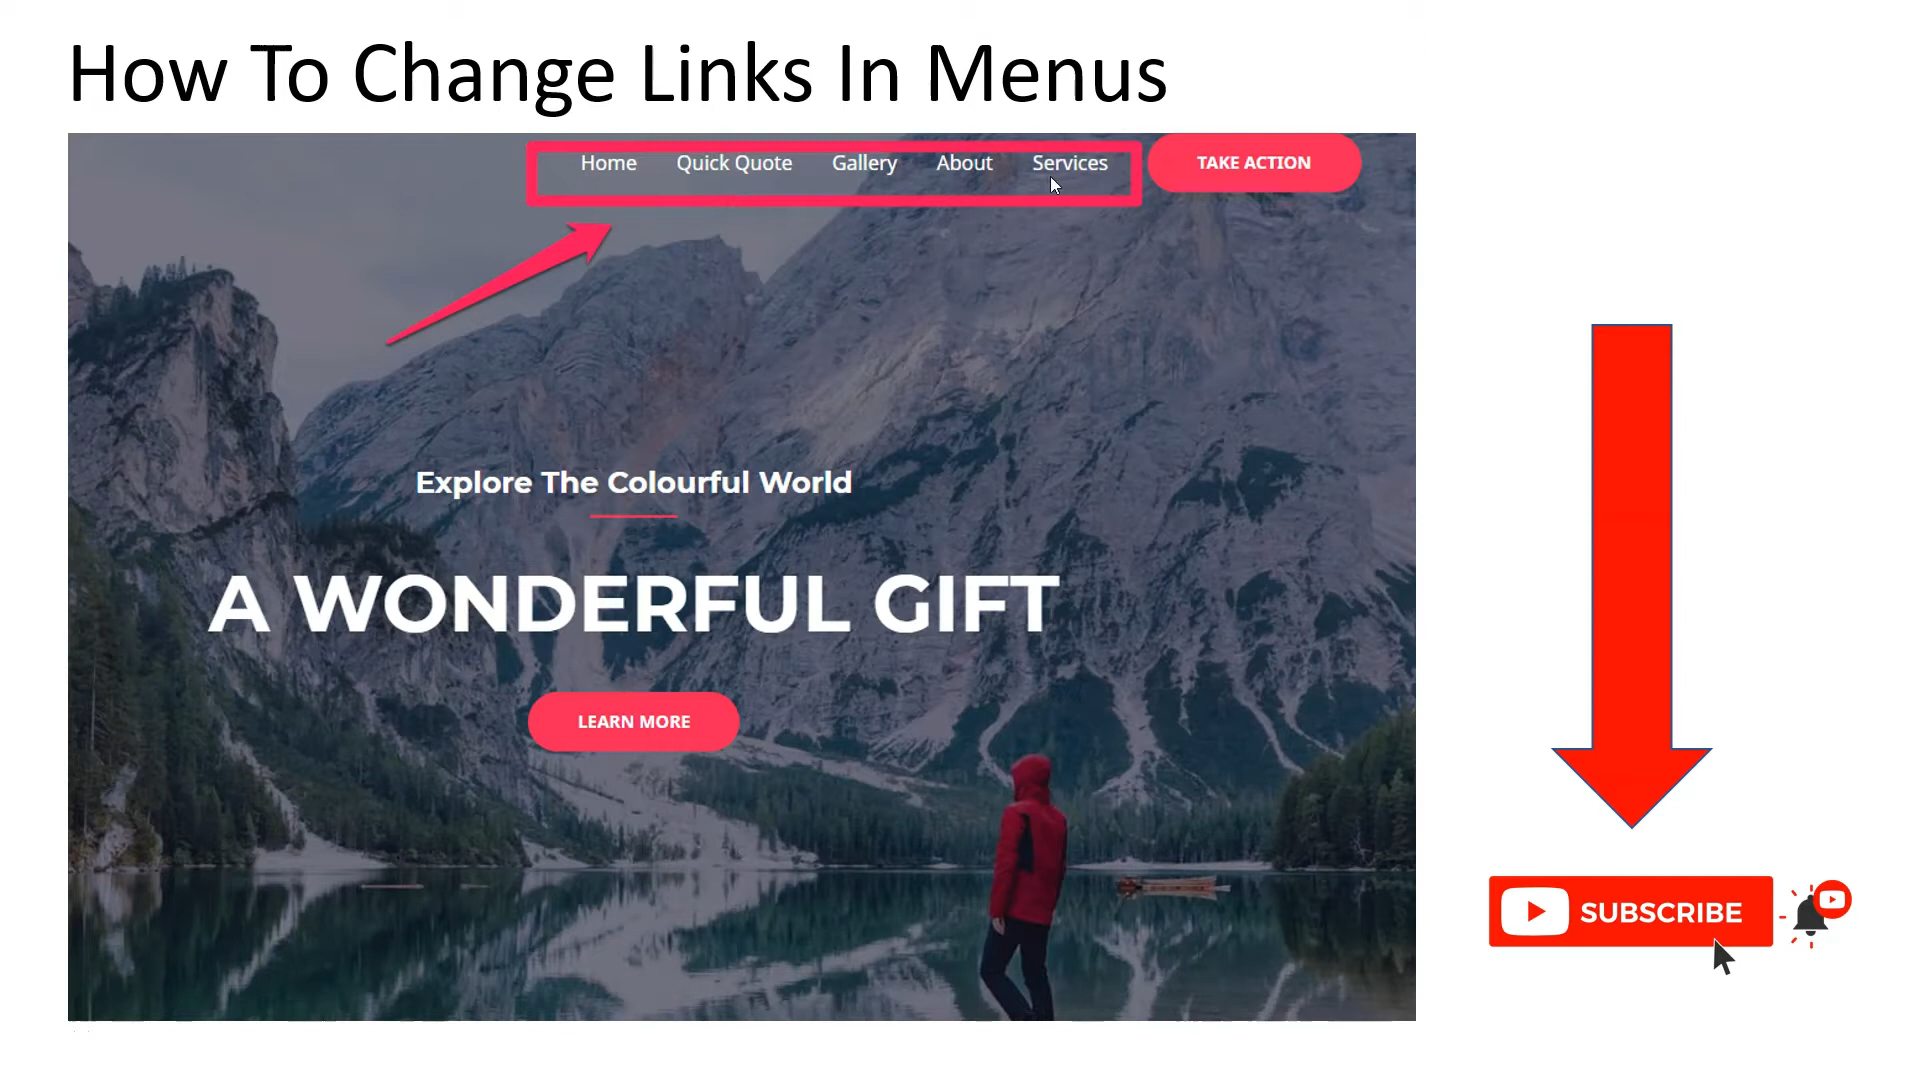 How To Change Links In Menus
Home Quick Quote Gallery About Services TAKE ACTION
Explore The Colourful World
A WONDERFUL GIFT
LEARN MORE
SUBSCRIBE